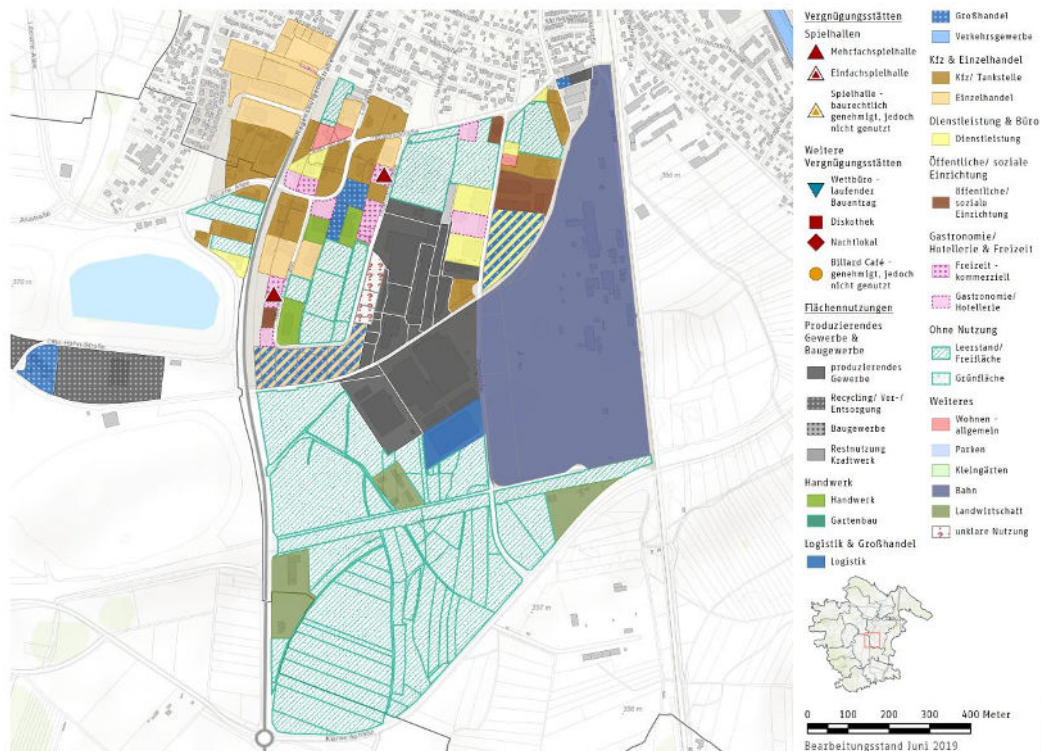 Vergnügungsstätten
Spielhallen
Mehrfachspielhalle
Einfachspielhalle
Spielhalle -
baurechtlich
genehmigt, jedoch
nicht genutzt
Weitere
Vergnügungsstätten
Wettbüro -
laufender
Bauantrag
Diskothek
Nachtlokal
Billard Café -
genehmigt, jedoch
nicht genutzt
Flächennutzungen
Produzierendes
Gewerbe &
Baugewerbe
produzierendes
Gewerbe
Recycling/ Ver-/
Entsorgung
Baugewerbe
Restnutzung
Kraftwerk
Handwerk
Handwerk
Gartenbau
Logistik & Großhandel
Logistik
Großhandel
Verkehrsgewerbe
Kfz & Einzelhandel
Kfz/ Tankstelle
Einzelhandel
Dienstleistung & Büro
Dienstleistung
Öffentliche/ soziale
Einrichtung
öffentliche/
soziale
Einrichtung
Gastronomie/
Hotellerie & Freizeit
Freizeit -
kommerziell
Gastronomie/
Hotellerie
Ohne Nutzung
Leerstand/
Freifläche
Grünfläche
Weiteres
Wohnen -
allgemein
Parken
Kleingärten
Bahn
Landwirtschaft
unklare Nutzung
0 100 200 400 Meter
Bearbeitungsstand Juni 2019
Otto-Hahn-Straße
370 m